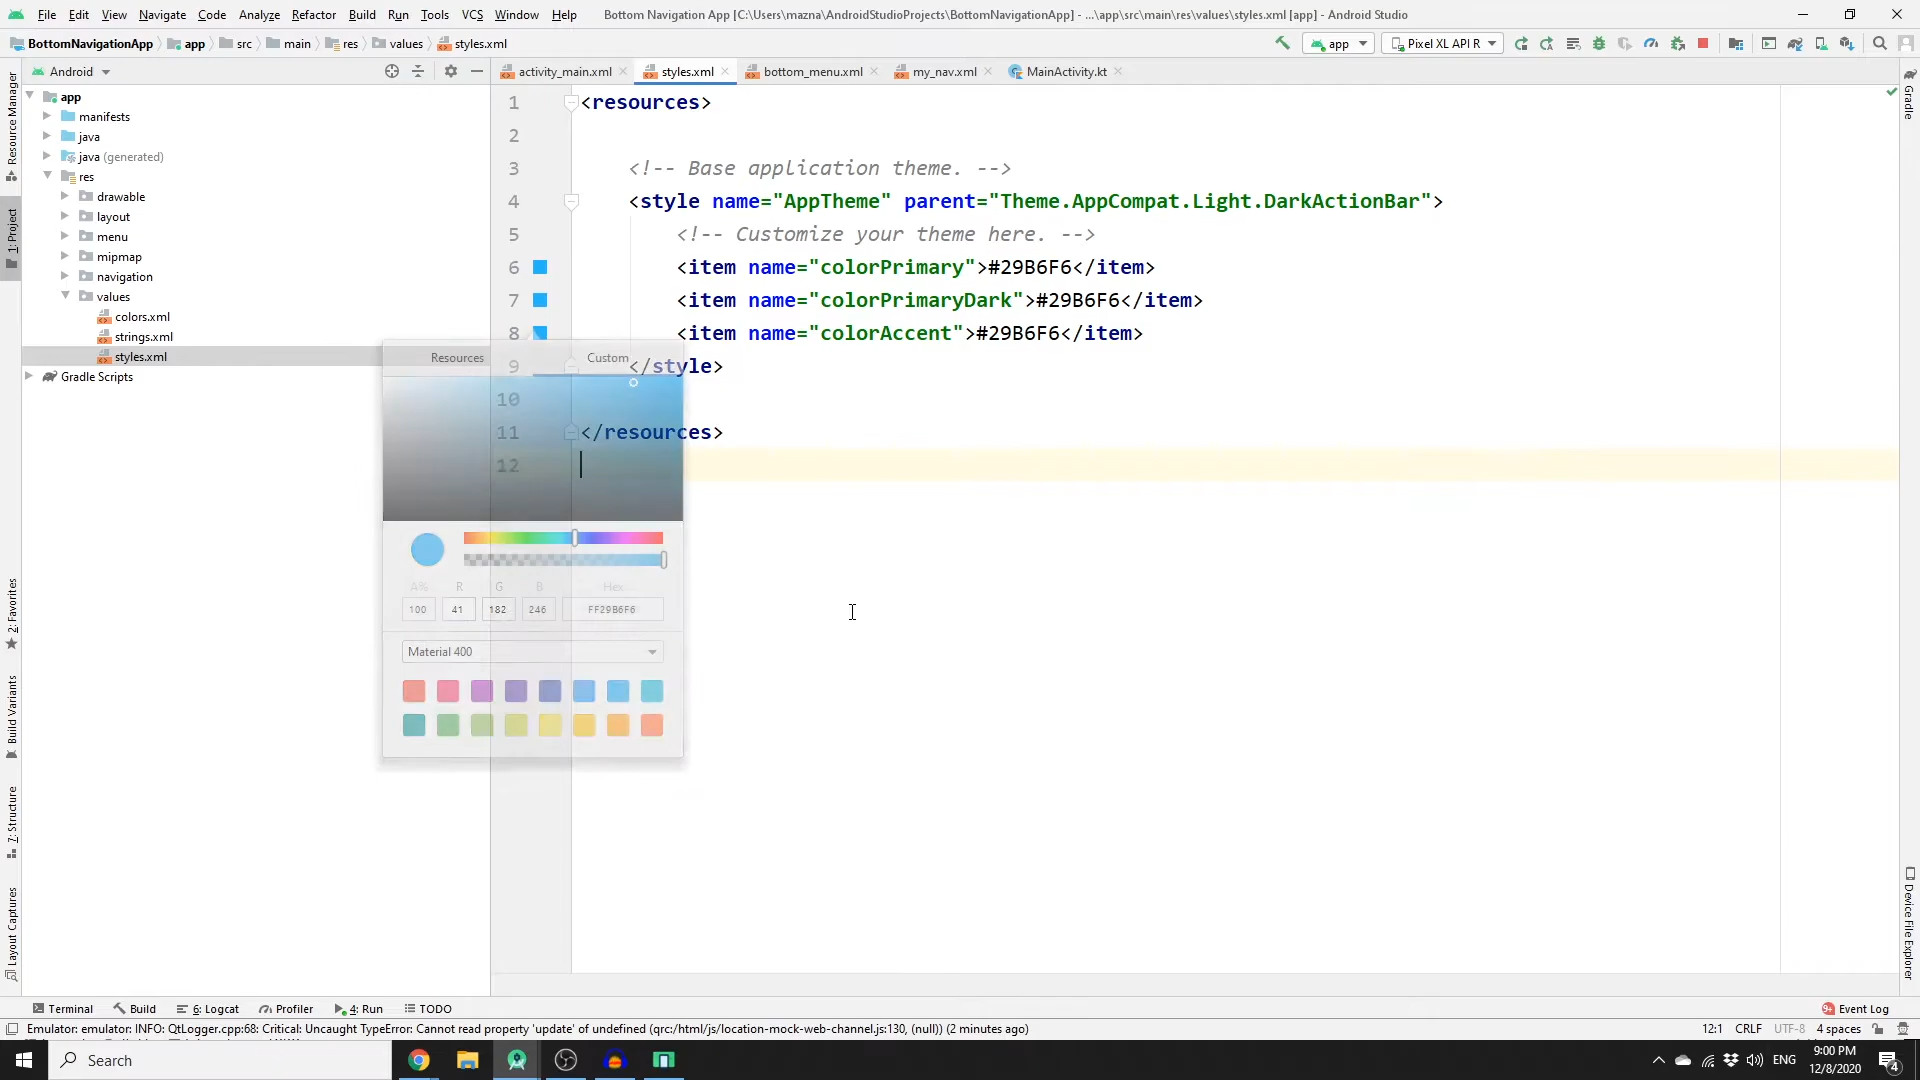 File Edit View Navigate Code Analyze Refactor Build Run Tools VCS Window Help Bottom Navigation App [C:\Users\mazna\AndroidStudioProjects\BottomNavigationApp] - ...\app\src\main\res\values\styles.xml [app] - Android Studio
BottomNavigationApp app src main res values styles.xml app Pixel XL API R
Android activity_main.xml styles.xml bottom_menu.xml my_nav.xml MainActivity.kt
Resource Manager
1: Project
2: Favorites
Build Variants
7: Structure
Layout Captures
app
manifests
java
java (generated)
res
drawable
layout
menu
mipmap
navigation
values
colors.xml
strings.xml
styles.xml
Gradle Scripts
1 <resources>
2
3 <!-- Base application theme. -->
4 <style name="AppTheme" parent="Theme.AppCompat.Light.DarkActionBar">
5 <!-- Customize your theme here. -->
6 <item name="colorPrimary">#29B6F6</item>
7 <item name="colorPrimaryDark">#29B6F6</item>
8 <item name="colorAccent">#29B6F6</item>
9 </style>
10
11 </resources>
12
Resources Custom
A% R G B Hex
100 41 182 246 FF29B6F6
Material 400
Gradle
Device File Explorer
Terminal Build 6: Logcat Profiler 4: Run TODO Event Log
Emulator: emulator: INFO: QtLogger.cpp:68: Critical: Uncaught TypeError: Cannot read property 'update' of undefined (qrc:/html/js/location-mock-web-channel.js:130, (null)) (2 minutes ago) 12:1 CRLF UTF-8 4 spaces
Search ENG 9:00 PM
12/8/2020
4